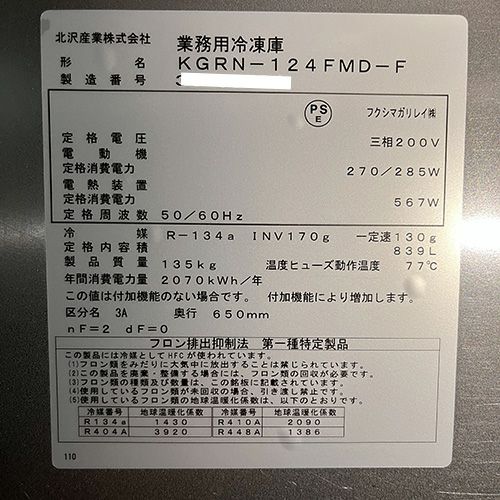 北沢産業株式会社 業務用冷凍庫
形名 KGRN-124FMD-F
製造番号
PS
E
フクシマガリレイ㈱
定格電圧 三相200V
電動機
定格消費電力 270/285W
電熱装置
定格消費電力 567W
定格周波数 50/60Hz
冷媒 R-134a INV170g 一定速130g
定格内容積 839L
製品質量 135kg 温度ヒューズ動作温度 77℃
年間消費電力量 2070kWh/年
この値は付加機能のない場合です。 付加機能により増加します。
区分名 3A 奥行 650mm
nF=2 dF=0
フロン排出抑制法 第一種特定製品
この製品には冷媒としてHFCが使われています。
(1)フロン類をみだりに大気中に放出することは禁じられています。
(2)この製品を廃棄・整備する場合には、フロン類の回収が必要です。
(3)フロン類の種類及び数量は、この銘板に記載されています。
(4)使用しているフロン類が未回収の場合、引き渡し禁止です。
(5)使用しているフロン類の地球温暖化係数は、以下のとおりです。
冷媒番号 地球温暖化係数 冷媒番号 地球温暖化係数
R134a 1430 R410A 2090
R404A 3920 R448A 1386
110